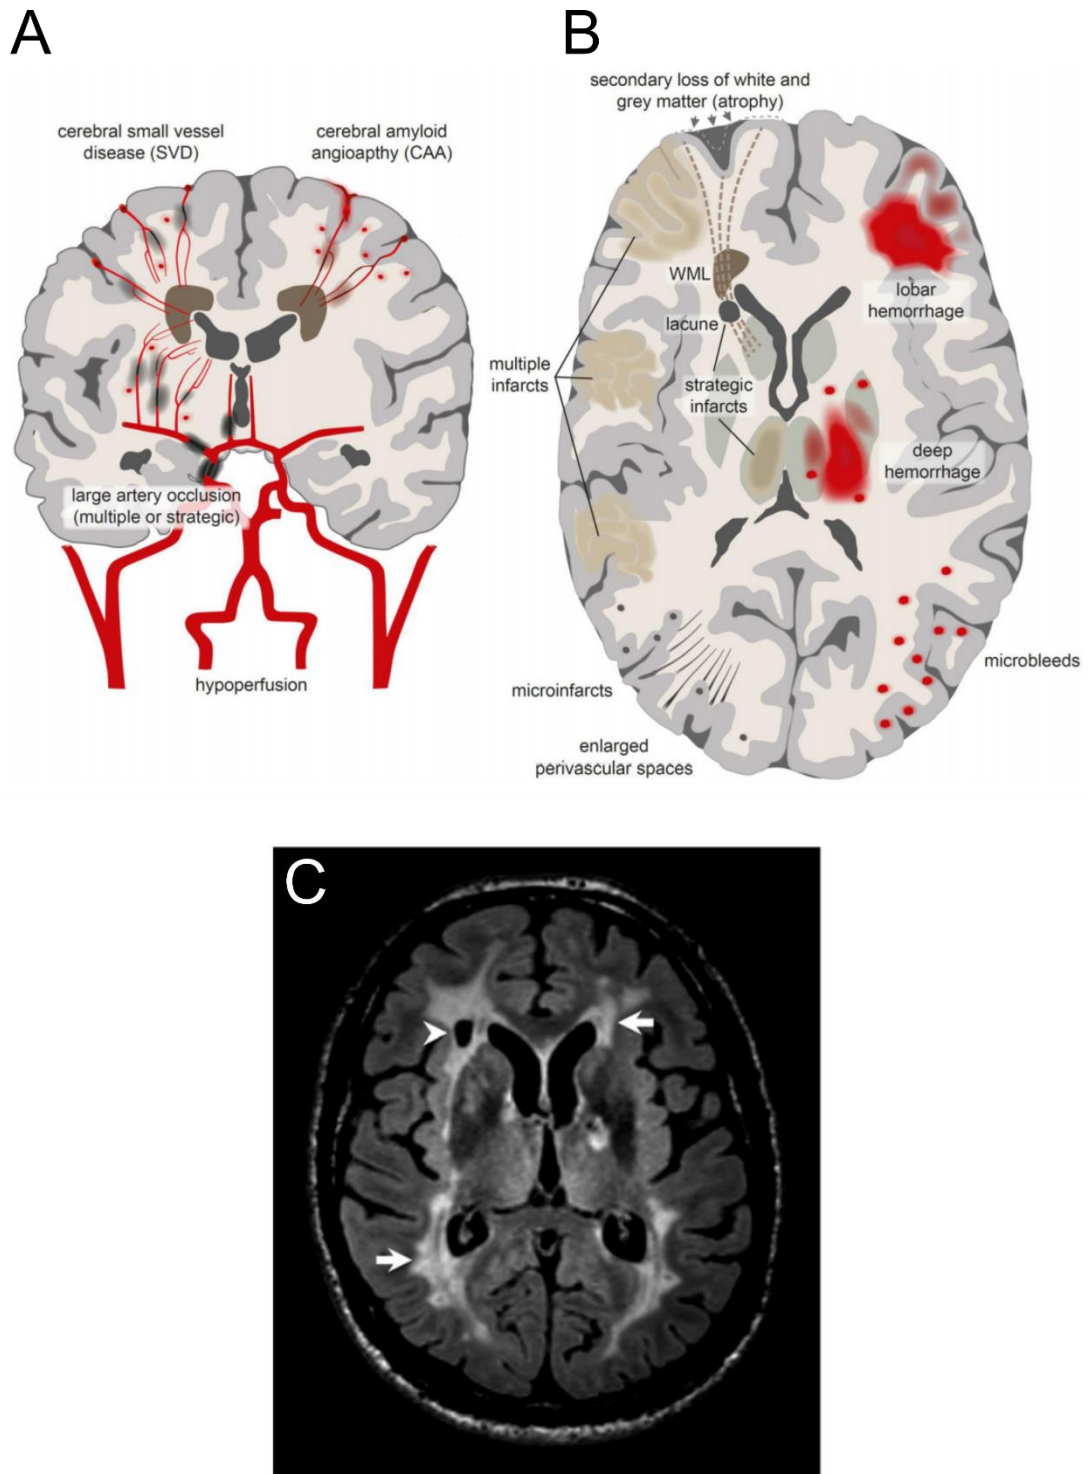 A
B
cerebral small vessel
disease (SVD)
cerebral amyloid
angioapthy (CAA)
large artery occlusion
(multiple or strategic)
hypoperfusion
secondary loss of white and
grey matter (atrophy)
WML
lacune
lobar
hemorrhage
multiple
infarcts
strategic
infarcts
deep
hemorrhage
microbleeds
microinfarcts
enlarged
perivascular spaces
C